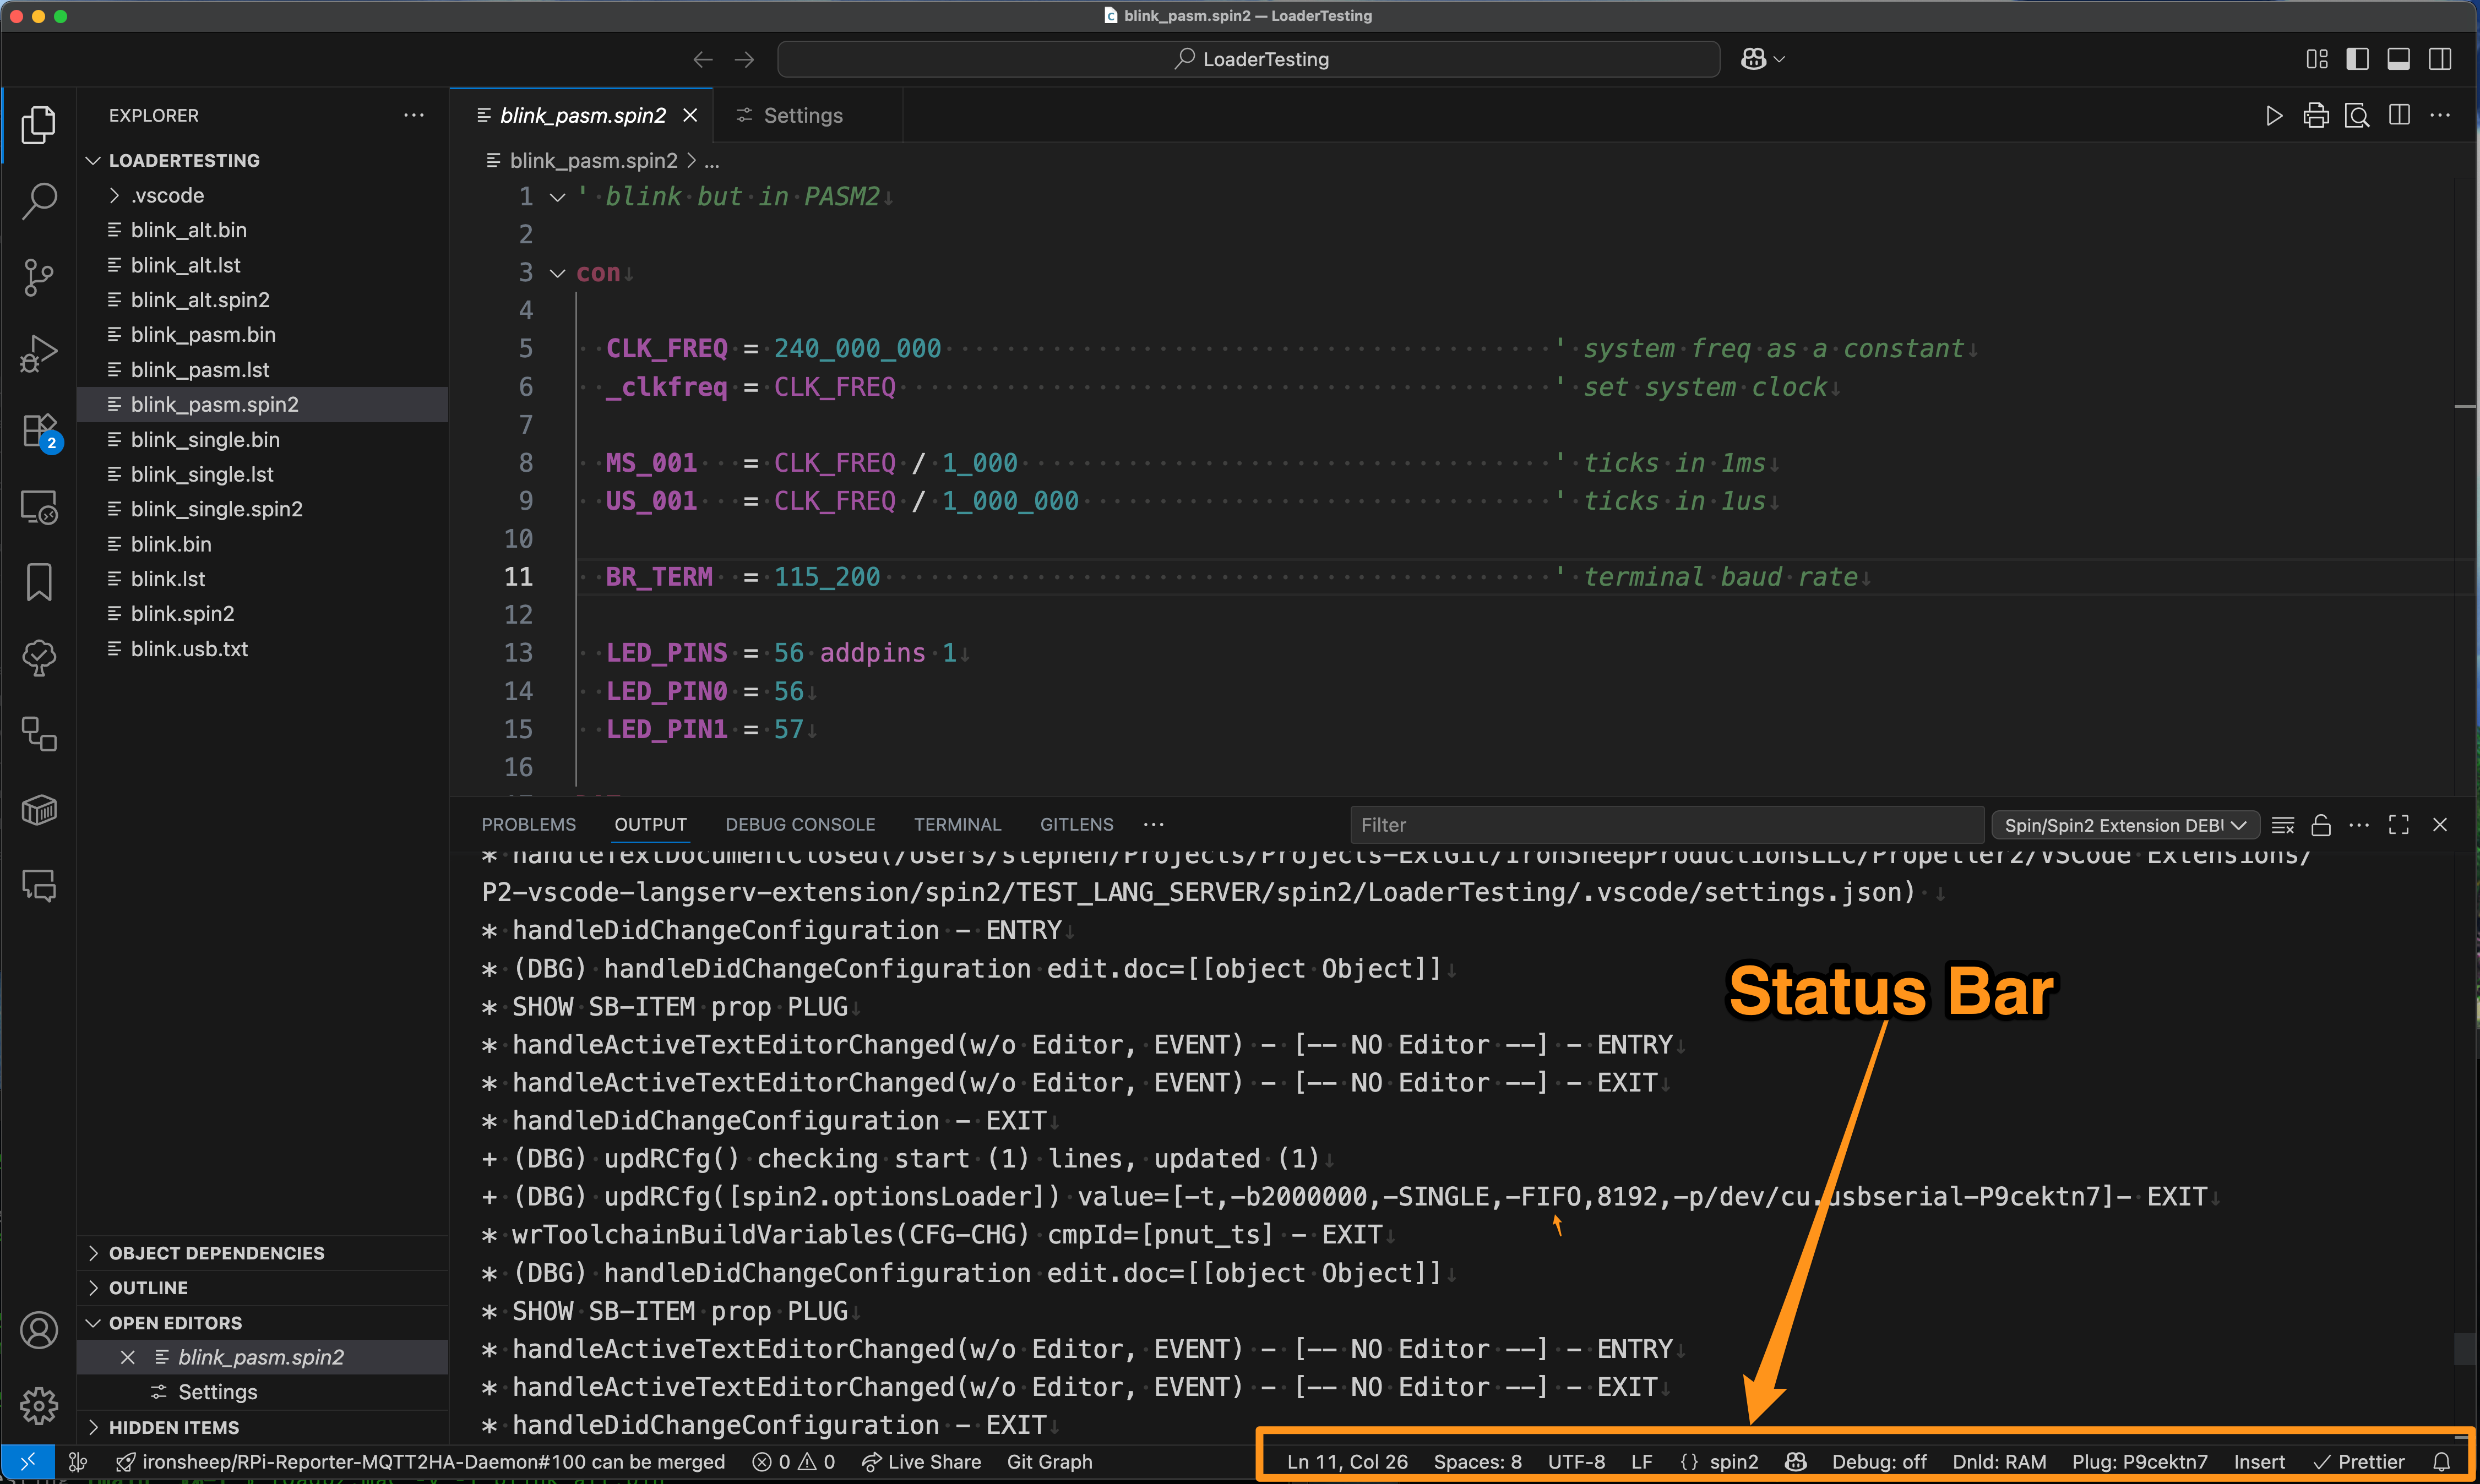 blink_pasm.spin2 — LoaderTesting
LoaderTesting
EXPLORER
LOADERTESTING
.vscode
blink_alt.bin
blink_alt.lst
blink_alt.spin2
blink_pasm.bin
blink_pasm.lst
blink_pasm.spin2
blink_single.bin
blink_single.lst
blink_single.spin2
blink.bin
blink.lst
blink.spin2
blink.usb.txt
2
OBJECT DEPENDENCIES
OUTLINE
OPEN EDITORS
blink_pasm.spin2
Settings
HIDDEN ITEMS
blink_pasm.spin2
Settings
blink_pasm.spin2 > ...
1 ' blink but in PASM2
2
3 con
4
5 CLK_FREQ = 240_000_000 ' system freq as a constant
6 _clkfreq = CLK_FREQ ' set system clock
7
8 MS_001 = CLK_FREQ / 1_000 ' ticks in 1ms
9 US_001 = CLK_FREQ / 1_000_000 ' ticks in 1us
10
11 BR_TERM = 115_200 ' terminal baud rate
12
13 LED_PINS = 56 addpins 1
14 LED_PIN0 = 56
15 LED_PIN1 = 57
16
PROBLEMS OUTPUT DEBUG CONSOLE TERMINAL GITLENS
Filter
Spin/Spin2 Extension DEBU
* handleTextDocumentClosed(/Users/stephen/Projects/Projects-ExtGit/IronSheepProductionsLLC/Propeller2/VSCode Extensions/
P2-vscode-langserv-extension/spin2/TEST_LANG_SERVER/spin2/LoaderTesting/.vscode/settings.json)
* handleDidChangeConfiguration - ENTRY
* (DBG) handleDidChangeConfiguration edit.doc=[[object Object]]
* SHOW SB-ITEM prop PLUG
* handleActiveTextEditorChanged(w/o Editor, EVENT) - [-- NO Editor --] - ENTRY
* handleActiveTextEditorChanged(w/o Editor, EVENT) - [-- NO Editor --] - EXIT
* handleDidChangeConfiguration - EXIT
+ (DBG) updRCfg() checking start (1) lines, updated (1)
+ (DBG) updRCfg([spin2.optionsLoader]) value=[-t,-b2000000,-SINGLE,-FIFO,8192,-p/dev/cu.usbserial-P9cektn7]- EXIT
* wrToolchainBuildVariables(CFG-CHG) cmpId=[pnut_ts] - EXIT
* (DBG) handleDidChangeConfiguration edit.doc=[[object Object]]
* SHOW SB-ITEM prop PLUG
* handleActiveTextEditorChanged(w/o Editor, EVENT) - [-- NO Editor --] - ENTRY
* handleActiveTextEditorChanged(w/o Editor, EVENT) - [-- NO Editor --] - EXIT
* handleDidChangeConfiguration - EXIT
Status Bar
ironsheep/RPi-Reporter-MQTT2HA-Daemon#100 can be merged 0 0 Live Share Git Graph Ln 11, Col 26 Spaces: 8 UTF-8 LF {} spin2 Debug: off Dnld: RAM Plug: P9cektn7 Insert Prettier